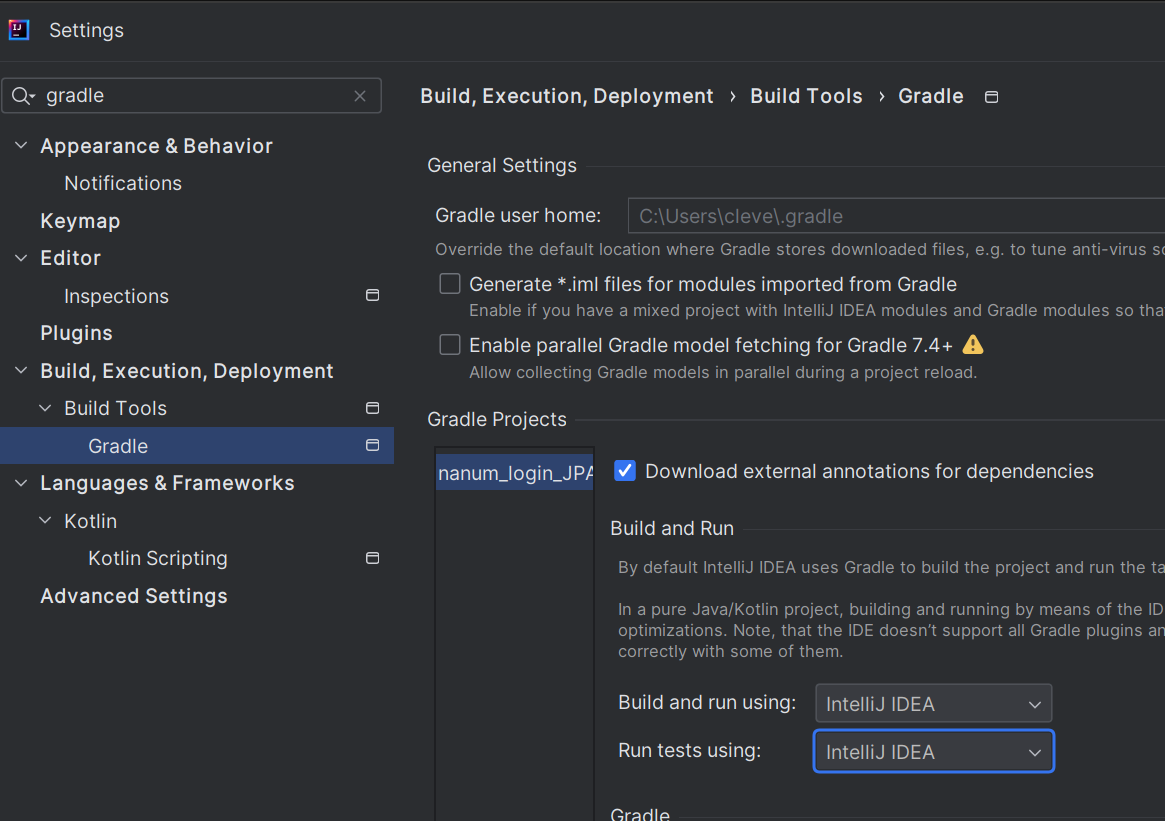 IJ
Settings
gradle
Appearance & Behavior
Notifications
Keymap
Editor
Inspections
Plugins
Build, Execution, Deployment
Build Tools
Gradle
Languages & Frameworks
Kotlin
Kotlin Scripting
Advanced Settings
Build, Execution, Deployment › Build Tools › Gradle
General Settings
Gradle user home: C:\Users\cleve\.gradle
Override the default location where Gradle stores downloaded files, e.g. to tune anti-virus sc
Generate *.iml files for modules imported from Gradle
Enable if you have a mixed project with IntelliJ IDEA modules and Gradle modules so tha
Enable parallel Gradle model fetching for Gradle 7.4+
Allow collecting Gradle models in parallel during a project reload.
Gradle Projects
nanum_login_JPA
Download external annotations for dependencies
Build and Run
By default IntelliJ IDEA uses Gradle to build the project and run the ta
In a pure Java/Kotlin project, building and running by means of the ID
optimizations. Note, that the IDE doesn't support all Gradle plugins an
correctly with some of them.
Build and run using: IntelliJ IDEA
Run tests using: IntelliJ IDEA
Gradle